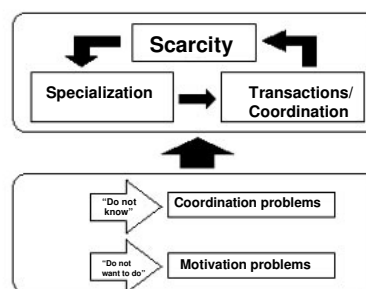 Scarcity
Specialization
Transactions/
Coordination
“Do not
know”
Coordination problems
“Do not
want to do”
Motivation problems